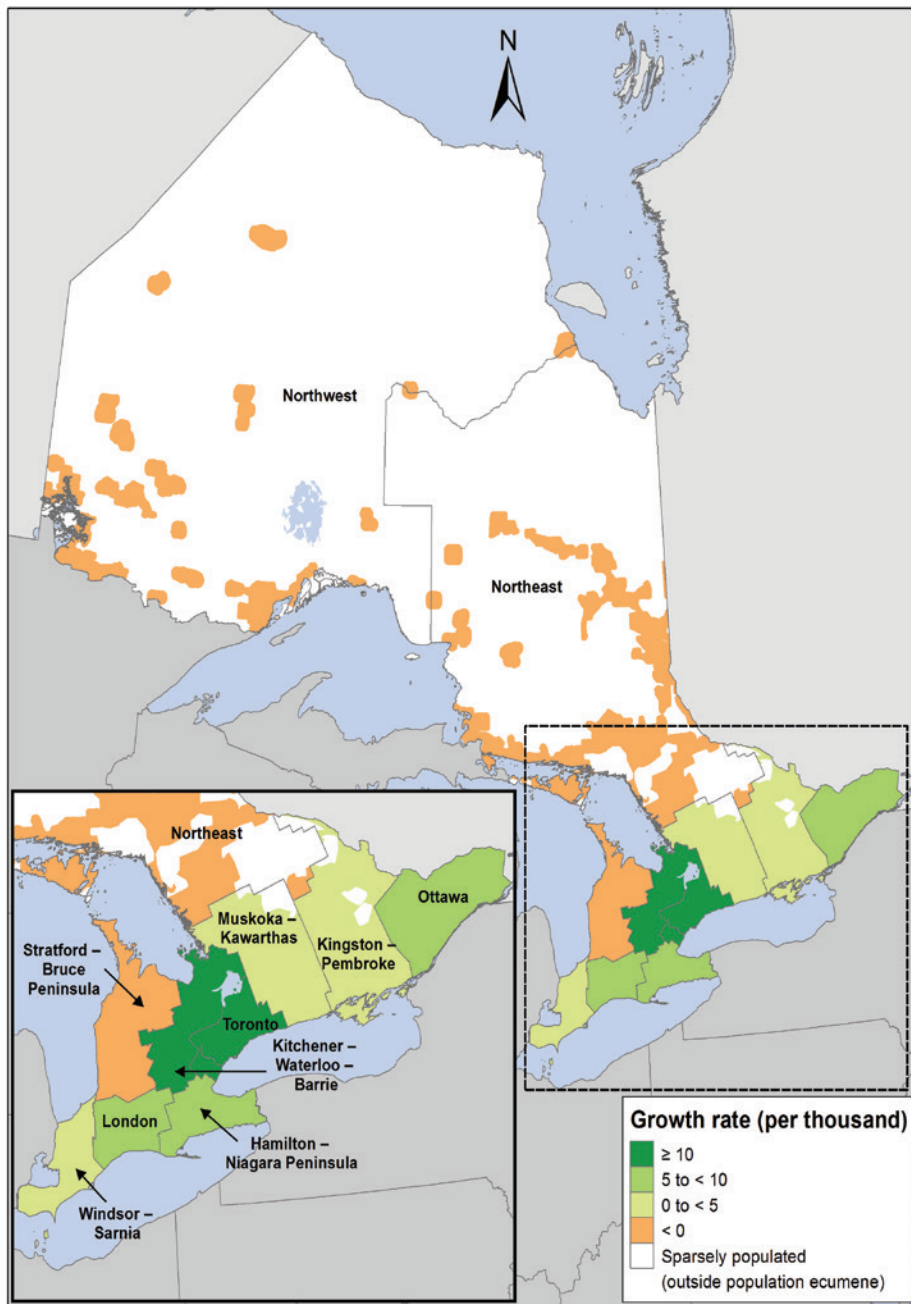 N
Northwest
Northeast
Northeast
Ottawa
Muskoka –
Kawarthas
Kingston –
Pembroke
Stratford –
Bruce
Peninsula
Toronto
Kitchener –
Waterloo –
Barrie
London
Hamilton –
Niagara Peninsula
Windsor –
Sarnia
Growth rate (per thousand)
≥ 10
5 to < 10
0 to < 5
< 0
Sparsely populated
(outside population ecumene)